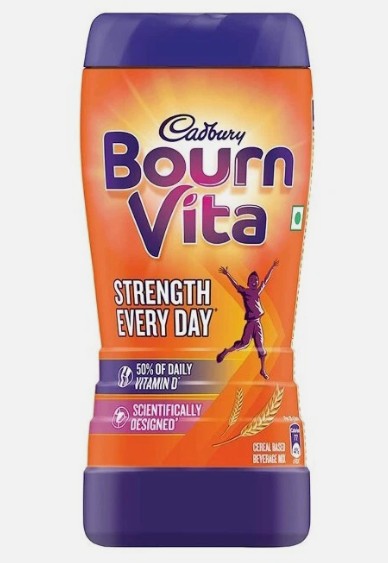 Cadbury
Bourn
Vita
STRENGTH
EVERY DAY*
50% OF DAILY
VITAMIN D*
SCIENTIFICALLY
DESIGNED*
CEREAL BASED
BEVERAGE MIX